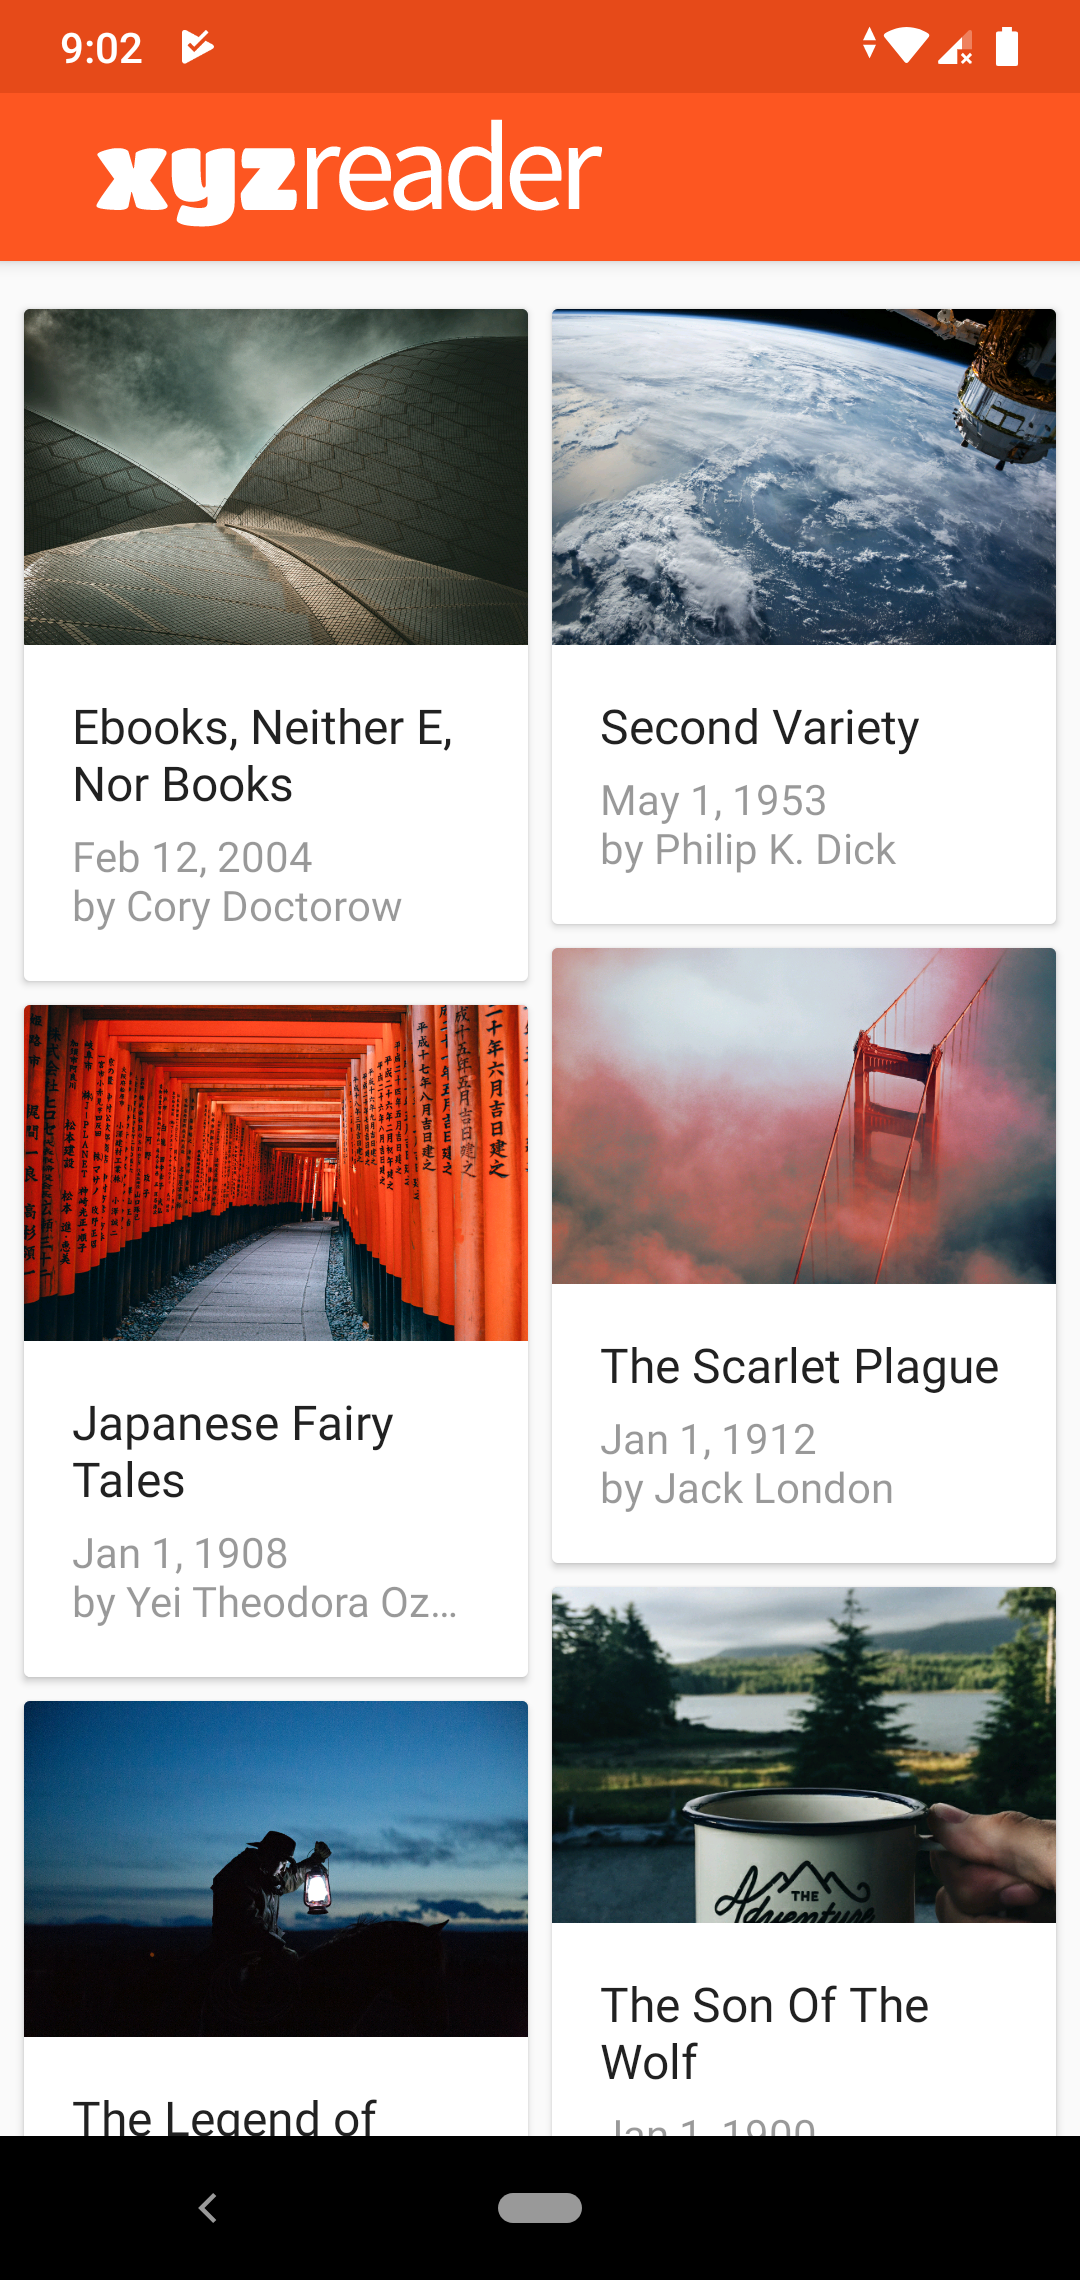 9:02
xyzreader
Ebooks, Neither E,
Nor Books
Feb 12, 2004
by Cory Doctorow
Second Variety
May 1, 1953
by Philip K. Dick
Japanese Fairy
Tales
Jan 1, 1908
by Yei Theodora Oz...
The Scarlet Plague
Jan 1, 1912
by Jack London
THE
Adventure
The Legend of
The Son Of The
Wolf
Jan 1, 1900